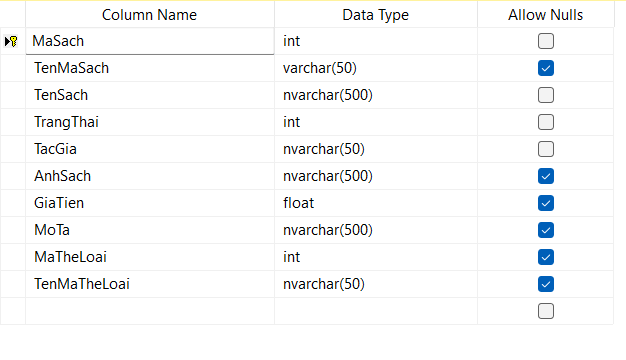 Column Name Data Type Allow Nulls
MaSach int
TenMaSach varchar(50)
TenSach nvarchar(500)
TrangThai int
TacGia nvarchar(50)
AnhSach nvarchar(500)
GiaTien float
MoTa nvarchar(500)
MaTheLoai int
TenMaTheLoai nvarchar(50)